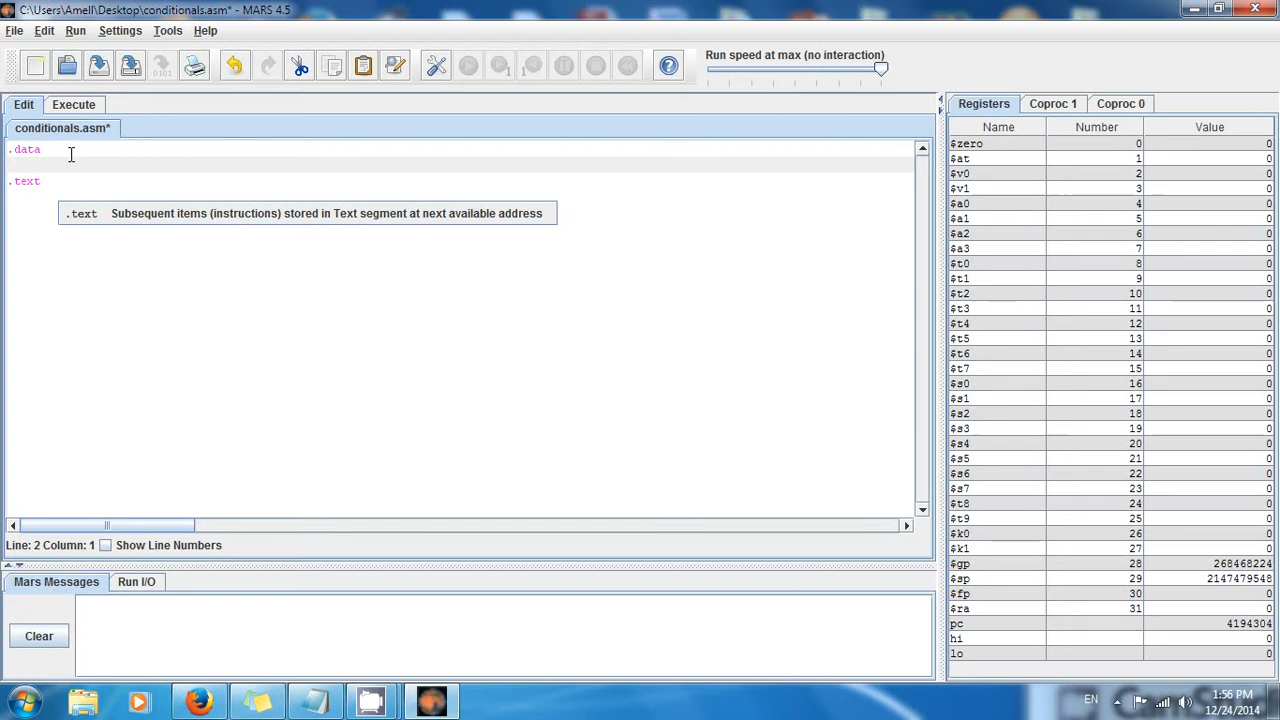 C:\Users\Amell\Desktop\conditionals.asm* - MARS 4.5
File Edit Run Settings Tools Help
Run speed at max (no interaction)
Edit Execute
conditionals.asm*
.data
.text
.text Subsequent items (instructions) stored in Text segment at next available address
Line: 2 Column: 1 Show Line Numbers
Mars Messages Run I/O
Clear
Registers Coproc 1 Coproc 0
Name Number Value
$zero 0 0
$at 1 0
$v0 2 0
$v1 3 0
$a0 4 0
$a1 5 0
$a2 6 0
$a3 7 0
$t0 8 0
$t1 9 0
$t2 10 0
$t3 11 0
$t4 12 0
$t5 13 0
$t6 14 0
$t7 15 0
$s0 16 0
$s1 17 0
$s2 18 0
$s3 19 0
$s4 20 0
$s5 21 0
$s6 22 0
$s7 23 0
$t8 24 0
$t9 25 0
$k0 26 0
$k1 27 0
$gp 28 268468224
$sp 29 2147479548
$fp 30 0
$ra 31 0
pc 4194304
hi 0
lo 0
EN
1:56 PM
12/24/2014